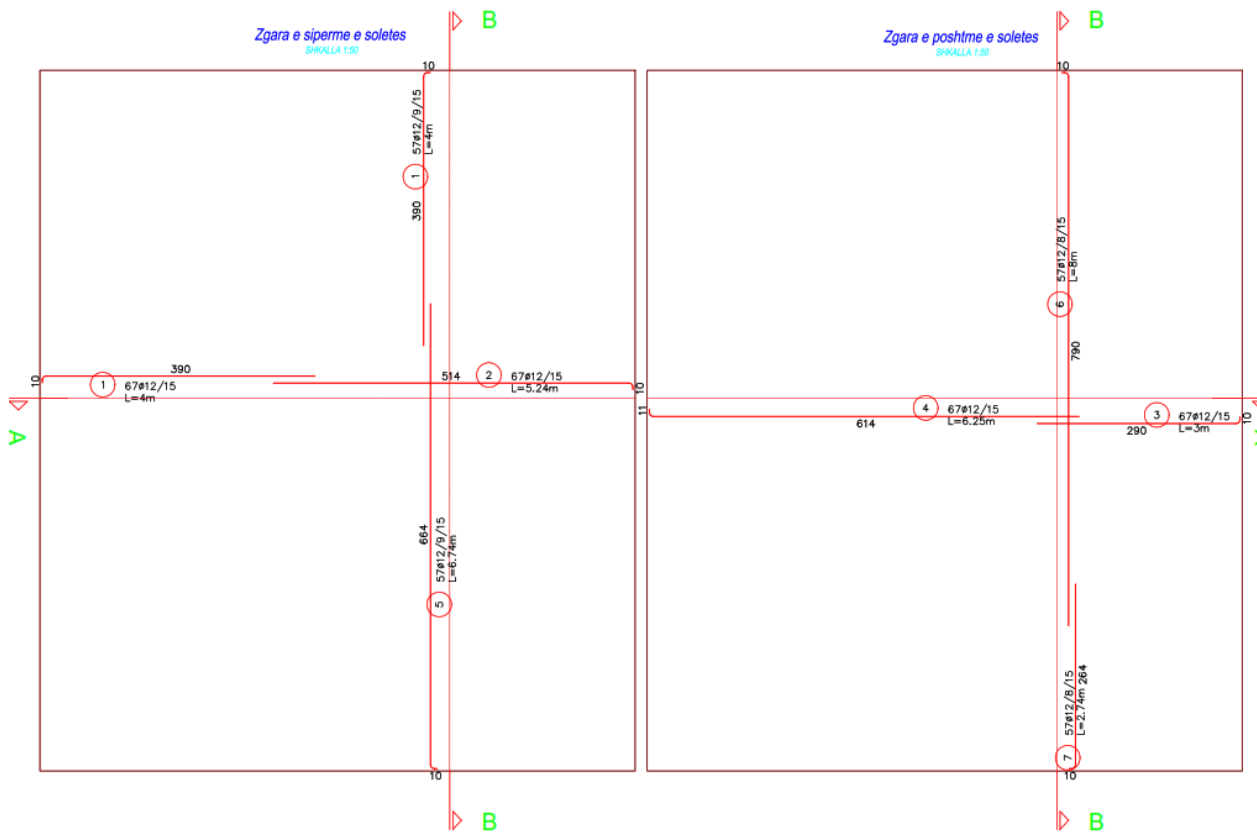 Zgara e siperme e soletes
SHKALLA 1:50
B
10
57ø12/9/15
L=4m
1
390
390
10
1
67ø12/15
L=4m
514
2
67ø12/15
L=5.24m
10
A
664
57ø12/9/15
L=6.74m
5
10
B
Zgara e poshtme e soletes
SHKALLA 1:50
B
10
57ø12/8/15
L=8m
6
790
11
614
4
67ø12/15
L=6.25m
3
67ø12/15
L=3m
290
10
57ø12/8/15
L=2.74m
264
7
10
B